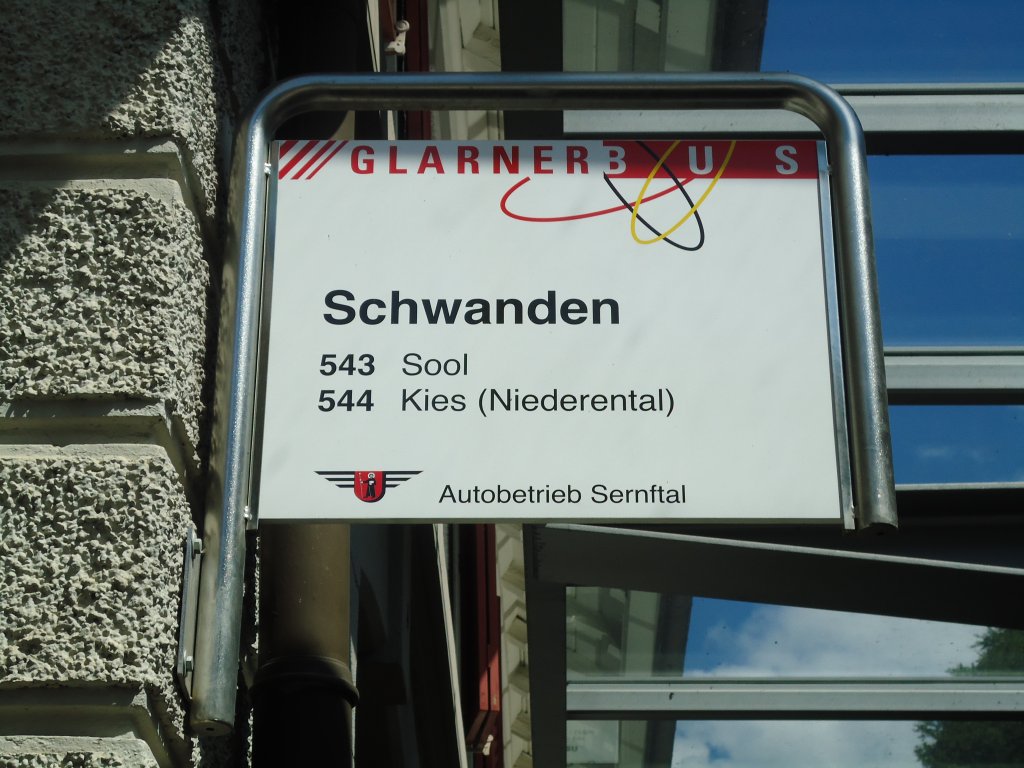 GLARNERBUS
Schwanden
543 Sool
544 Kies (Niederental)
Autobetrieb Sernftal